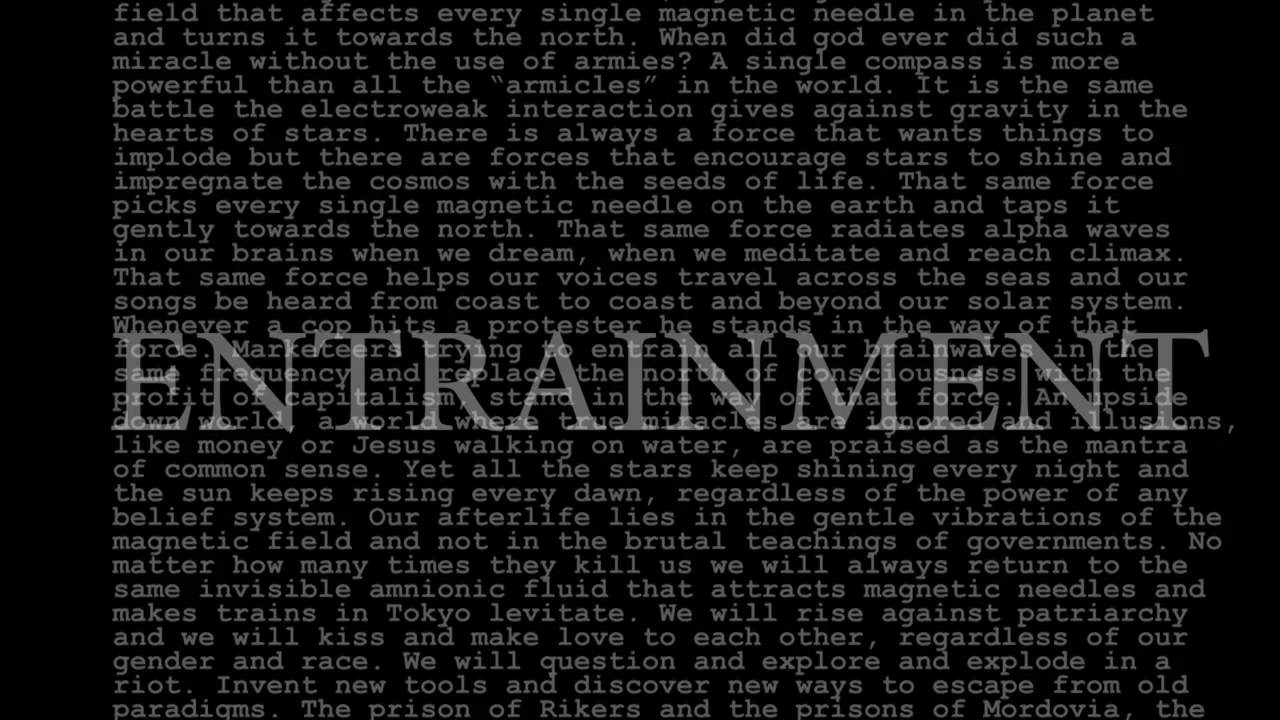 field that affects every single magnetic needle in the planet
and turns it towards the north. When did god ever did such a
miracle without the use of armies? A single compass is more
powerful than all the “armicles” in the world. It is the same
battle the electroweak interaction gives against gravity in the
hearts of stars. There is always a force that wants things to
implode but there are forces that encourage stars to shine and
impregnate the cosmos with the seeds of life. That same force
picks every single magnetic needle on the earth and taps it
gently towards the north. That same force radiates alpha waves
in our brains when we dream, when we meditate and reach climax.
That same force helps our voices travel across the seas and our
songs be heard from coast to coast and beyond our solar system.
Whenever a cop hits a protester he stands in the way of that
force. Marketeers trying to entrain all our brainwaves in the
same frequency and replace the north of consciousness with the
profit of capitalism, stand in the way of that force. An upside
down world, a world where true miracles are ignored and illusions,
ENTRAINMENT
like money or Jesus walking on water, are praised as the mantra
of common sense. Yet all the stars keep shining every night and
the sun keeps rising every dawn, regardless of the power of any
belief system. Our afterlife lies in the gentle vibrations of the
magnetic field and not in the brutal teachings of governments. No
matter how many times they kill us we will always return to the
same invisible amnionic fluid that attracts magnetic needles and
makes trains in Tokyo levitate. We will rise against patriarchy
and we will kiss and make love to each other, regardless of our
gender and race. We will question and explore and explode in a
riot. Invent new tools and discover new ways to escape from old
paradigms. The prison of Rikers and the prisons of Mordovia, the